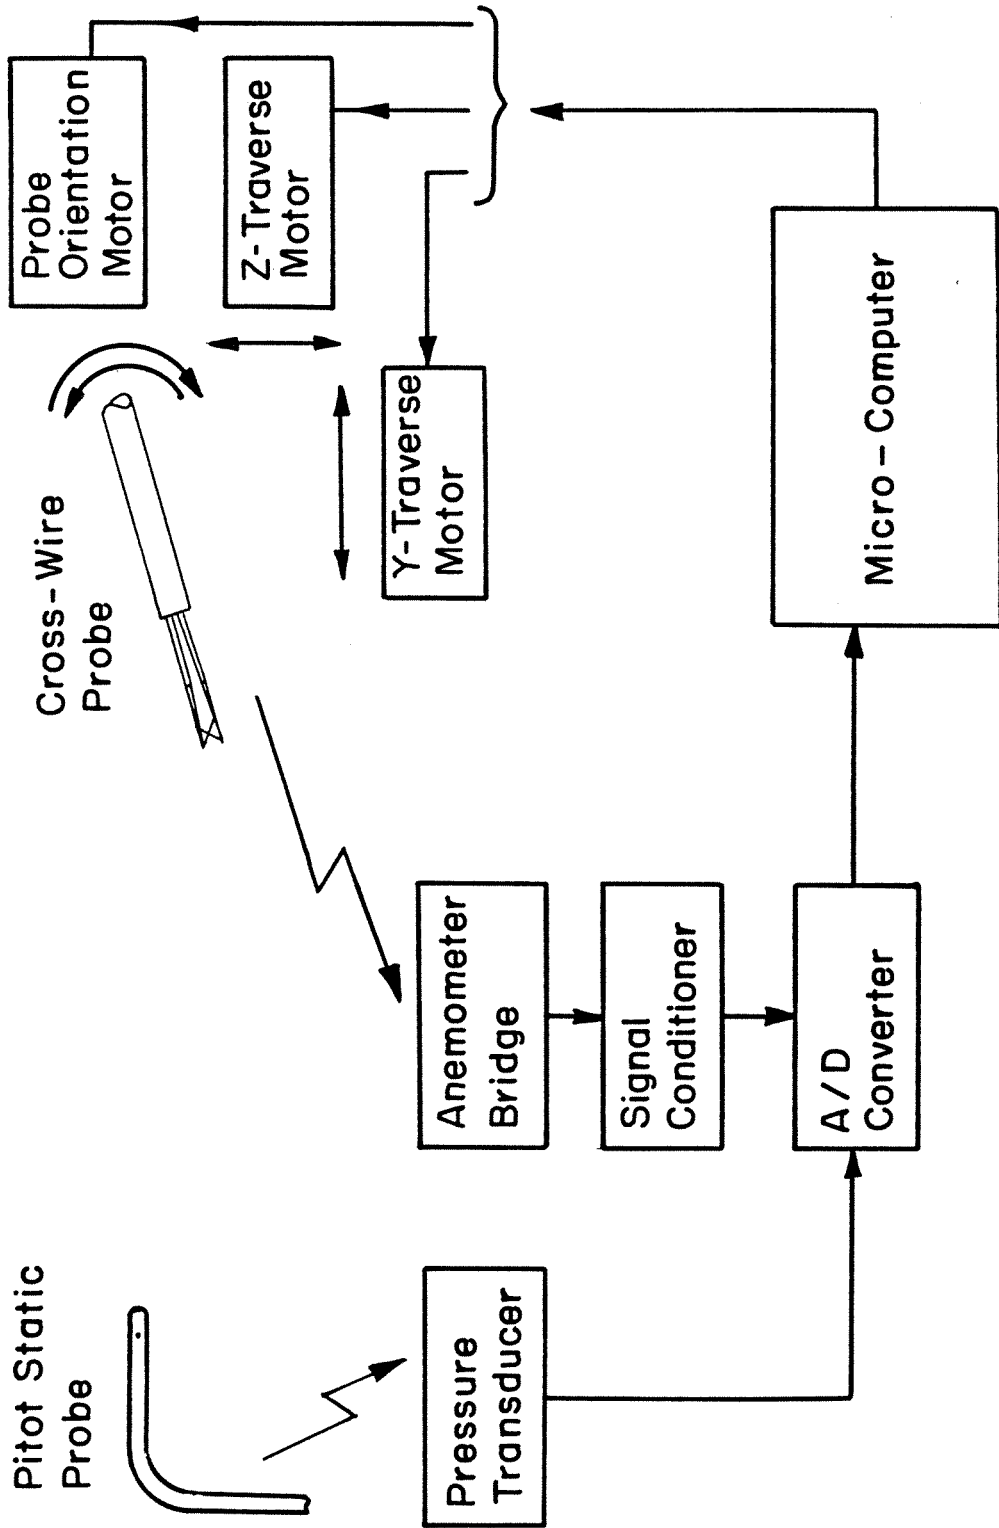 Pitot Static
Probe
Cross-Wire
Probe
Probe
Orientation
Motor
Z-Traverse
Motor
Y-Traverse
Motor
Pressure
Transducer
Anemometer
Bridge
Signal
Conditioner
A/D
Converter
Micro-Computer